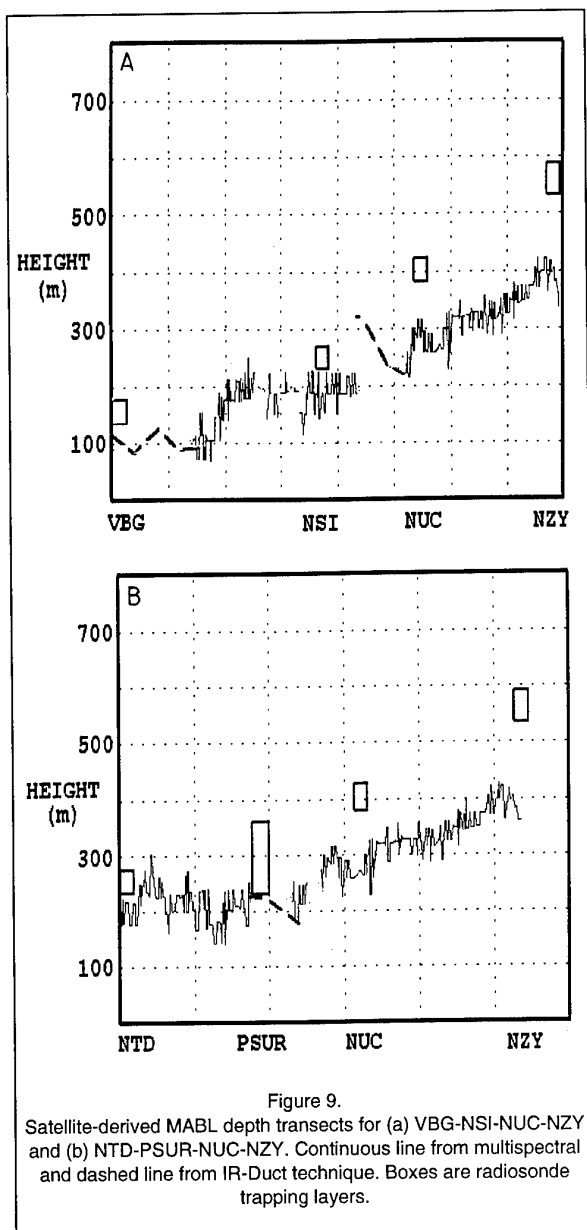 A
700
500
HEIGHT
(m)
300
100
VBG NSI NUC NZY
B
700
500
HEIGHT
(m)
300
100
NTD PSUR NUC NZY
Figure 9.
Satellite-derived MABL depth transects for (a) VBG-NSI-NUC-NZY
and (b) NTD-PSUR-NUC-NZY. Continuous line from multispectral
and dashed line from IR-Duct technique. Boxes are radiosonde
trapping layers.